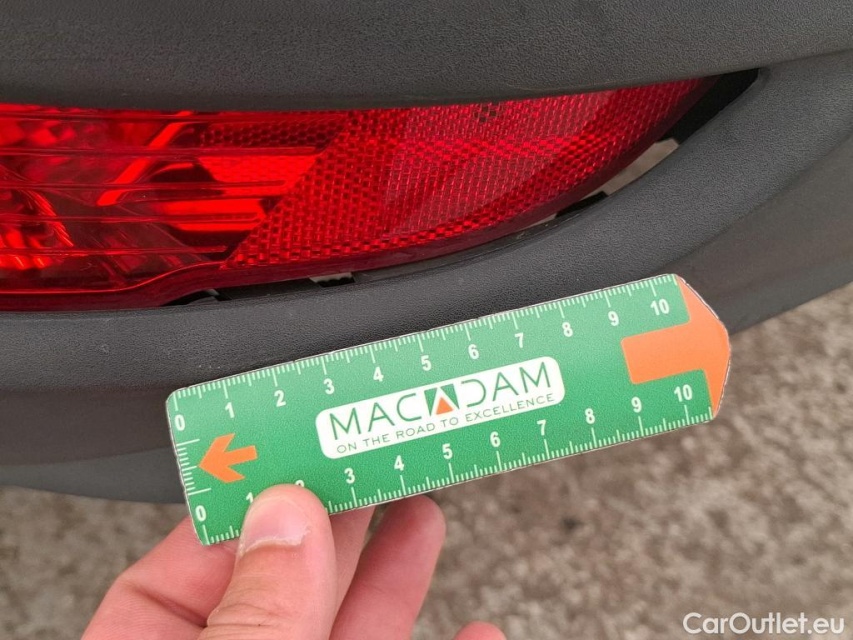 0 1 2 3 4 5 6 7 8 9 10
MACADAM
ON THE ROAD TO EXCELLENCE
0 1 2 3 4 5 6 7 8 9 10
CarOutlet.eu